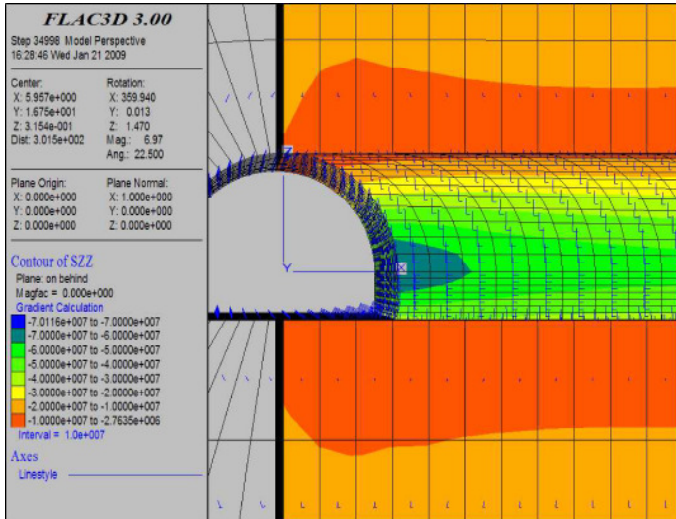 FLAC3D 3.00
Step 34998 Model Perspective
16:28:46 Wed Jan 21 2009
Center: Rotation:
X: 5.957e+000 X: 359.940
Y: 1.675e+001 Y: 0.013
Z: 3.154e-001 Z: 1.470
Dist: 3.015e+002 Mag.: 6.97
Ang.: 22.500
Plane Origin: Plane Normal:
X: 0.000e+000 X: 1.000e+000
Y: 0.000e+000 Y: 0.000e+000
Z: 0.000e+000 Z: 0.000e+000
Contour of SZZ
Plane: on behind
Magfac = 0.000e+000
Gradient Calculation
-7.0116e+007 to -7.0000e+007
-7.0000e+007 to -6.0000e+007
-6.0000e+007 to -5.0000e+007
-5.0000e+007 to -4.0000e+007
-4.0000e+007 to -3.0000e+007
-3.0000e+007 to -2.0000e+007
-2.0000e+007 to -1.0000e+007
-1.0000e+007 to -2.7635e+006
Interval = 1.0e+007
Axes
Linestyle
Z
Y
X